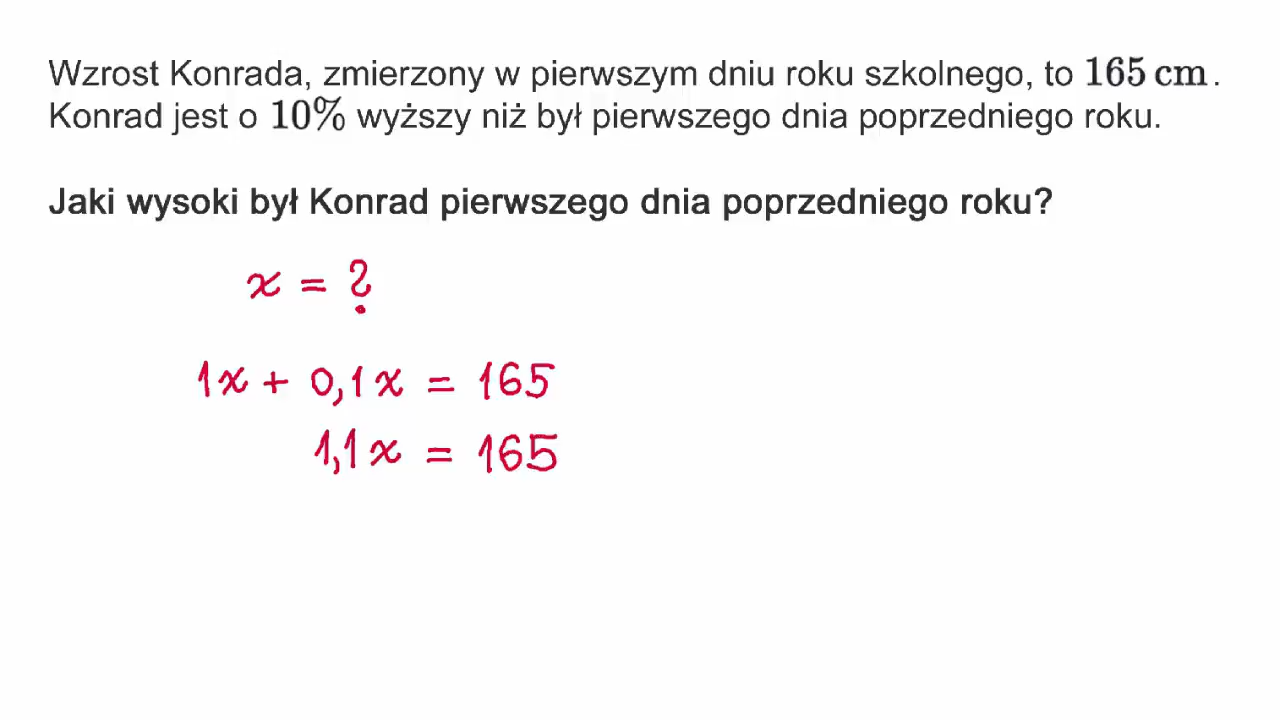 Wzrost Konrada, zmierzony w pierwszym dniu roku szkolnego, to 165 cm.
Konrad jest o 10% wyższy niż był pierwszego dnia poprzedniego roku.
Jaki wysoki był Konrad pierwszego dnia poprzedniego roku?
x = ?
1x + 0,1x = 165
1,1x = 165